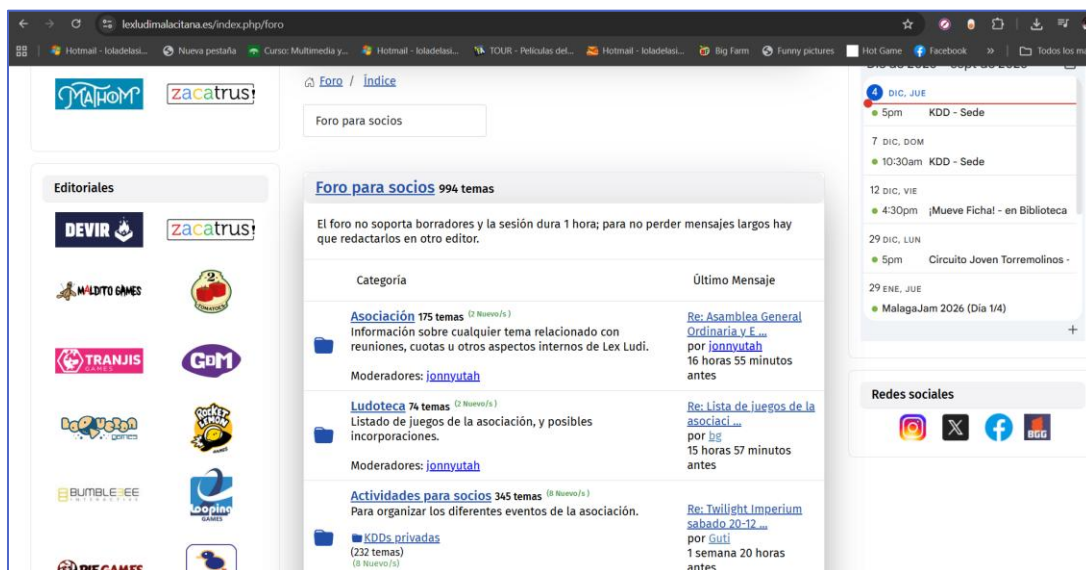 lexludimalacitana.es/index.php/foro
Hotmail - loladelasi...
Nueva pestaña
Curso: Multimedia y...
Hotmail - loladelasi...
TOUR - Películas del...
Hotmail - loladelasi...
Big Farm
Funny pictures
Hot Game
Facebook
»
Todos los ma
MATHOM
zacatrus!
Editoriales
DEVIR
zacatrus!
MALDITO GAMES
2
TOMATOES
TRANJIS
GAMES
GDM
games
ROCKET
LEMON
GAMES
BUMBLEBEE
INTERACTIVE
Looping
GAMES
PIF GAMES
Foro / Índice
Foro para socios
Foro para socios 994 temas
El foro no soporta borradores y la sesión dura 1 hora; para no perder mensajes largos hay
que redactarlos en otro editor.
Categoría
Último Mensaje
Asociación 175 temas (2 Nuevo/s )
Información sobre cualquier tema relacionado con
reuniones, cuotas u otros aspectos internos de Lex Ludi.
Moderadores: jonnyutah
Re: Asamblea General
Ordinaria y E ...
por jonnyutah
16 horas 55 minutos
antes
Ludoteca 74 temas (2 Nuevo/s )
Listado de juegos de la asociación, y posibles
incorporaciones.
Moderadores: jonnyutah
Re: Lista de juegos de la
asociaci ...
por bg
15 horas 57 minutos
antes
Actividades para socios 345 temas (8 Nuevo/s )
Para organizar los diferentes eventos de la asociación.
KDDs privadas
(232 temas)
(8 Nuevo/s)
Re: Twilight Imperium
sabado 20-12 ...
por Guti
1 semana 20 horas
antes
4 DIC, JUE
5pm KDD - Sede
7 DIC, DOM
10:30am KDD - Sede
12 DIC, VIE
4:30pm ¡Mueve Ficha! - en Biblioteca
29 DIC, LUN
5pm Circuito Joven Torremolinos -
29 ENE, JUE
MalagaJam 2026 (Día 1/4)
+
Redes sociales
BGG